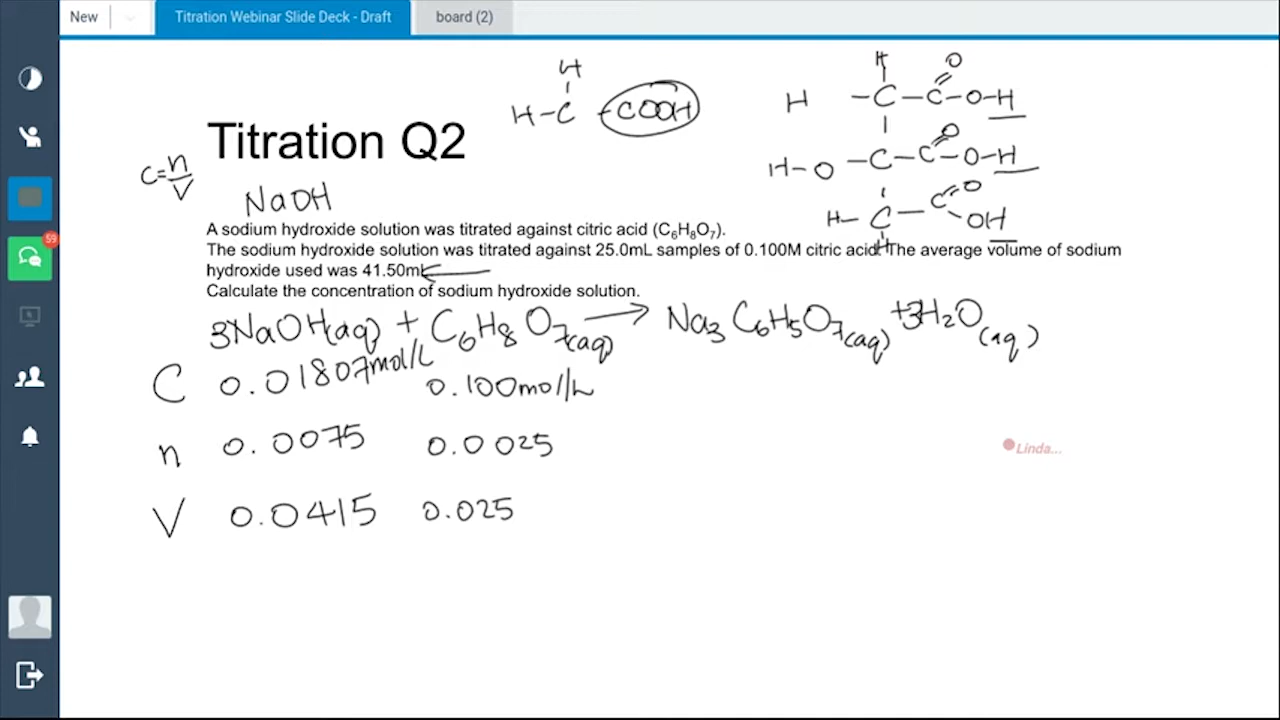 New
Titration Webinar Slide Deck - Draft
board (2)
59
H
H-C-COOH
H
O
H -C-C-O-H
O
H-O-C-C-O-H
O
H-C-C-OH
H
Titration Q2
C=n/V
NaOH
A sodium hydroxide solution was titrated against citric acid (C₆H₈O₇).
The sodium hydroxide solution was titrated against 25.0mL samples of 0.100M citric acid. The average volume of sodium
hydroxide used was 41.50mL
Calculate the concentration of sodium hydroxide solution.
3NaOH(aq) + C₆H₈O₇(aq) → Na₃C₆H₅O₇(aq) + 3H₂O(aq)
C 0.01807mol/L 0.100mol/L
n 0.0075 0.0025
Linda...
V 0.0415 0.025